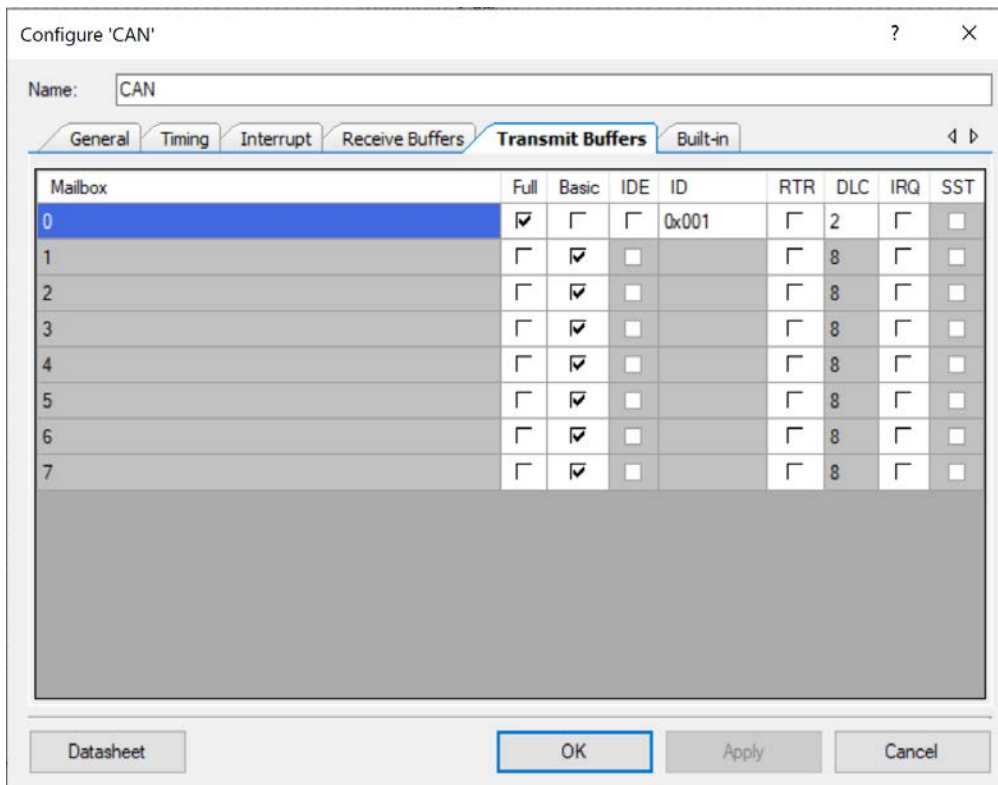 Configure 'CAN' ? ×
Name: CAN
General Timing Interrupt Receive Buffers Transmit Buffers Built-in
Mailbox Full Basic IDE ID RTR DLC IRQ SST
0 0x001 2
1 8
2 8
3 8
4 8
5 8
6 8
7 8
Datasheet OK Apply Cancel